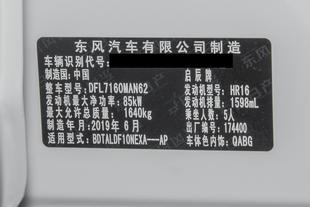 东风汽车有限公司制造
车辆识别代号:
制造国:中国 启辰牌
整车型号:DFL7160MAN62 发动机型号:HR16
发动机最大净功率:85kW 发动机排量:1598mL
最大允许总质量:1640kg 乘坐人数:5人
制造年月:2019年6月 出厂编号:174400
适用型号:BDTALDF10NEXA---AP 车体色内饰:QABG